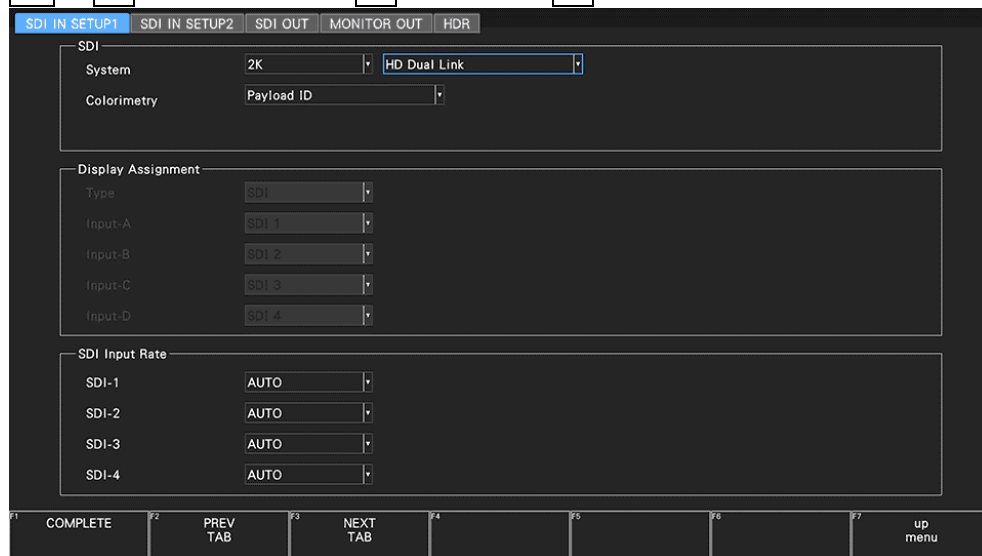 SDI IN SETUP1 SDI IN SETUP2 SDI OUT MONITOR OUT HDR
SDI
System 2K HD Dual Link
Colorimetry Payload ID
Display Assignment
Type SDI
Input-A SDI 1
Input-B SDI 2
Input-C SDI 3
Input-D SDI 4
SDI Input Rate
SDI-1 AUTO
SDI-2 AUTO
SDI-3 AUTO
SDI-4 AUTO
F1 COMPLETE F2 PREV TAB F3 NEXT TAB F4 F5 F6 F7 up menu